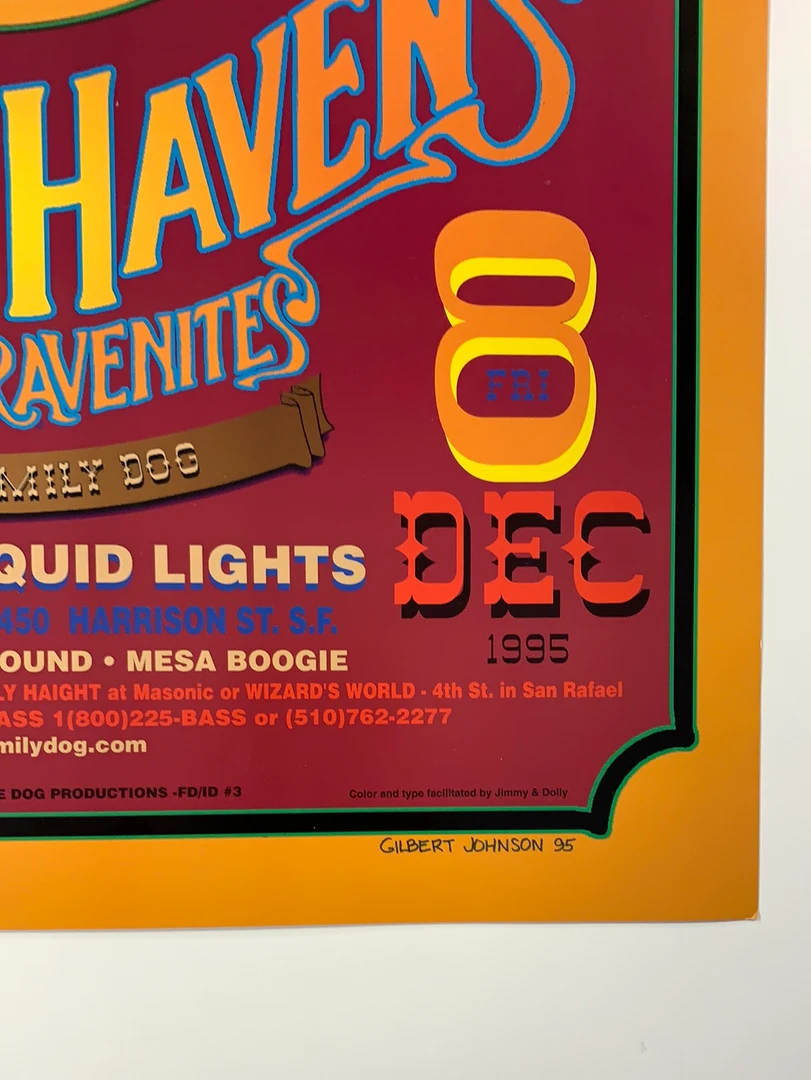 HAVENS
RAVENITES
FRI
8
MILY DOG
DEC
QUID LIGHTS
450 HARRISON ST. S.F.
1995
OUND • MESA BOOGIE
LY HAIGHT at Masonic or WIZARD'S WORLD - 4th St. in San Rafael
ASS 1(800)225-BASS or (510)762-2277
milydog.com
E DOG PRODUCTIONS -FD/ID #3
Color and type facilitated by Jimmy & Dolly
GILBERT JOHNSON 95